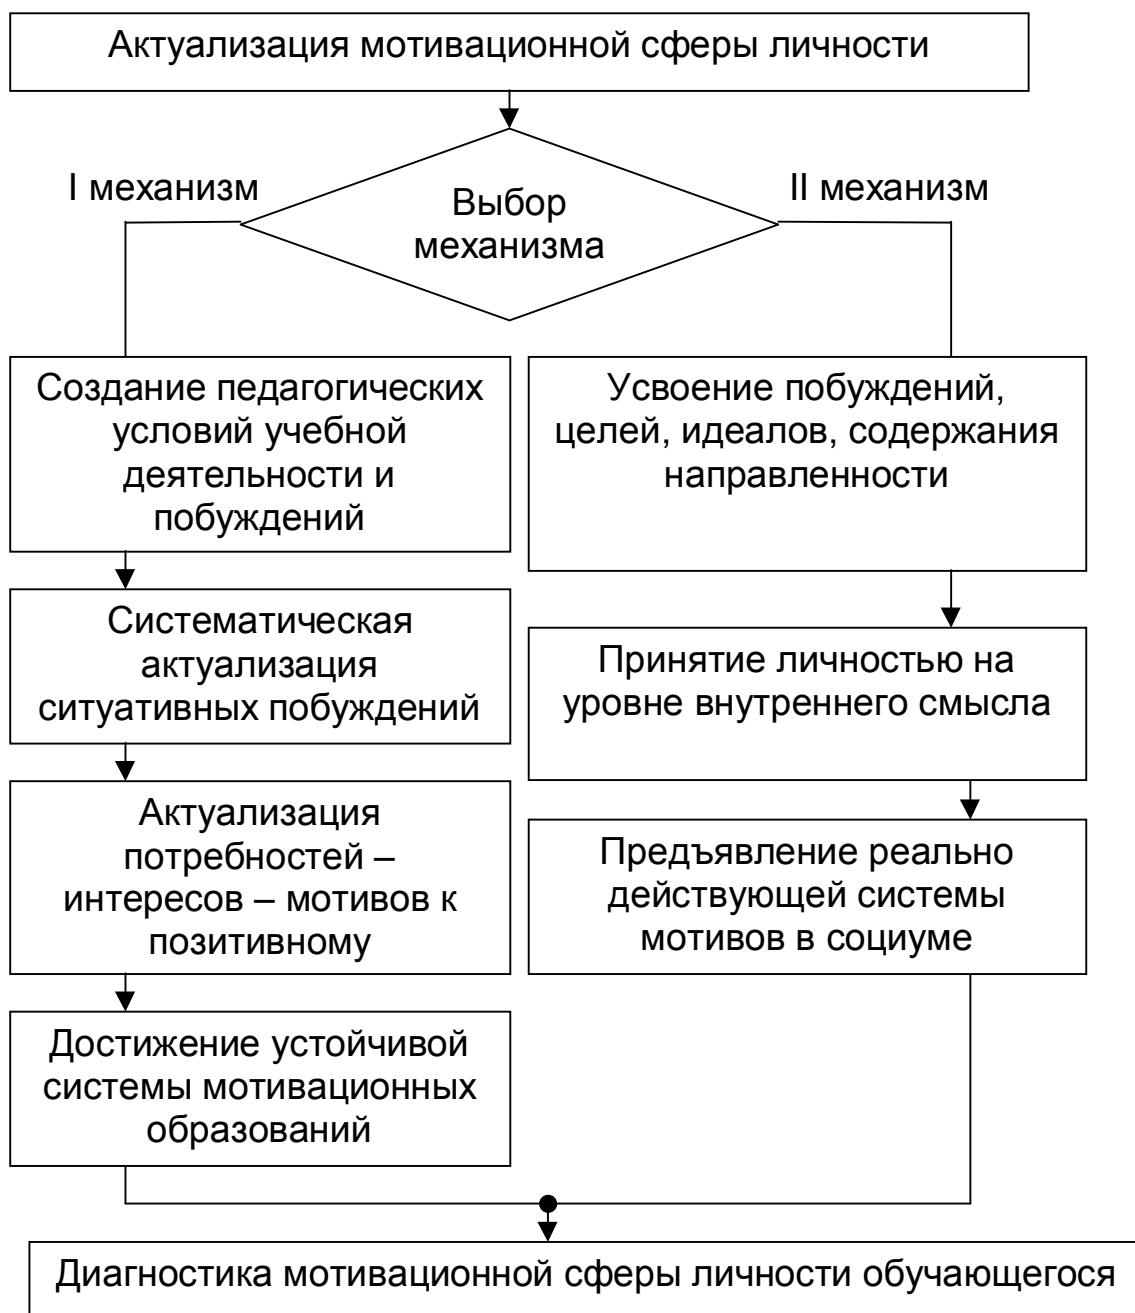 Актуализация мотивационной сферы личности
I механизм
II механизм
Выбор
механизма
Создание педагогических
условий учебной
деятельности и
побуждений
Систематическая
актуализация
ситуативных побуждений
Актуализация
потребностей –
интересов – мотивов к
позитивному
Достижение устойчивой
системы мотивационных
образований
Усвоение побуждений,
целей, идеалов, содержания
направленности
Принятие личностью на
уровне внутреннего смысла
Предъявление реально
действующей системы
мотивов в социуме
Диагностика мотивационной сферы личности обучающегося